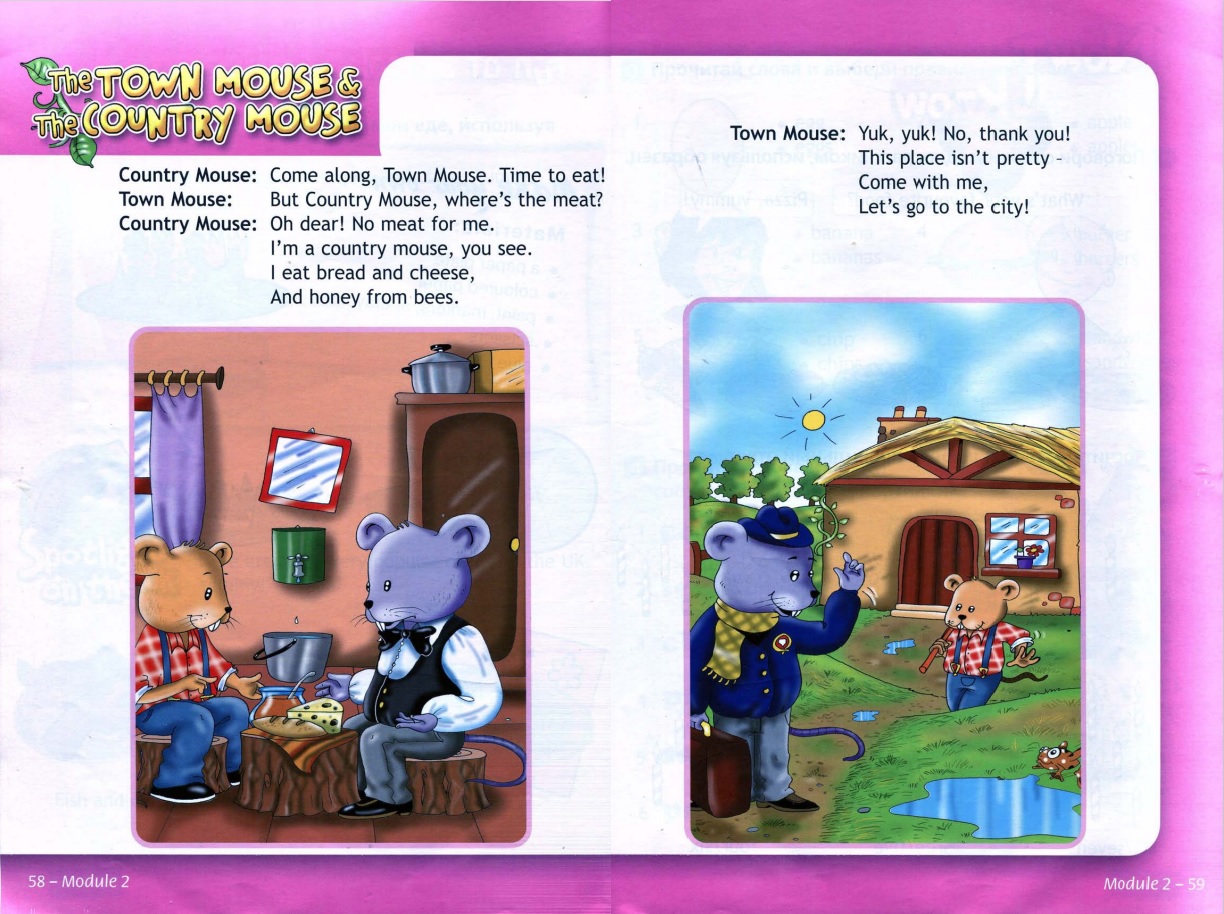 The TOWN MOUSE &
The COUNTRY MOUSE
Country Mouse: Come along, Town Mouse. Time to eat!
Town Mouse: But Country Mouse, where's the meat?
Country Mouse: Oh dear! No meat for me.
I'm a country mouse, you see.
I eat bread and cheese,
And honey from bees.
58 – Module 2
Town Mouse: Yuk, yuk! No, thank you!
This place isn't pretty -
Come with me,
Let's go to the city!
Module 2 – 59